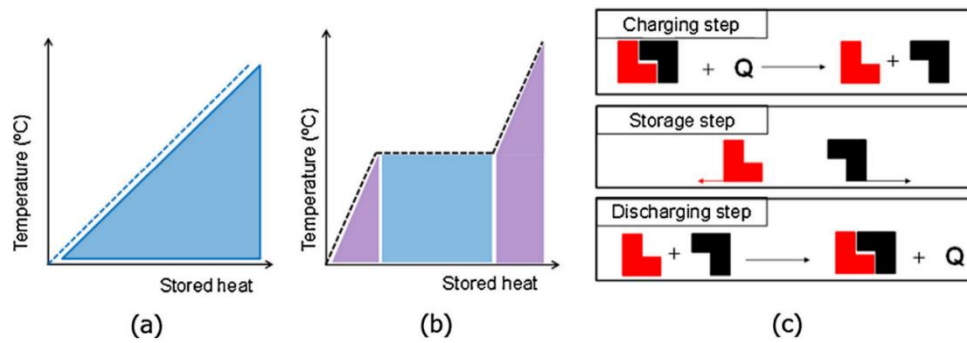 Temperature (ºC)
Stored heat
(a)
Temperature (ºC)
Stored heat
(b)
Charging step
+ Q +
Storage step
Discharging step
+ + Q
(c)